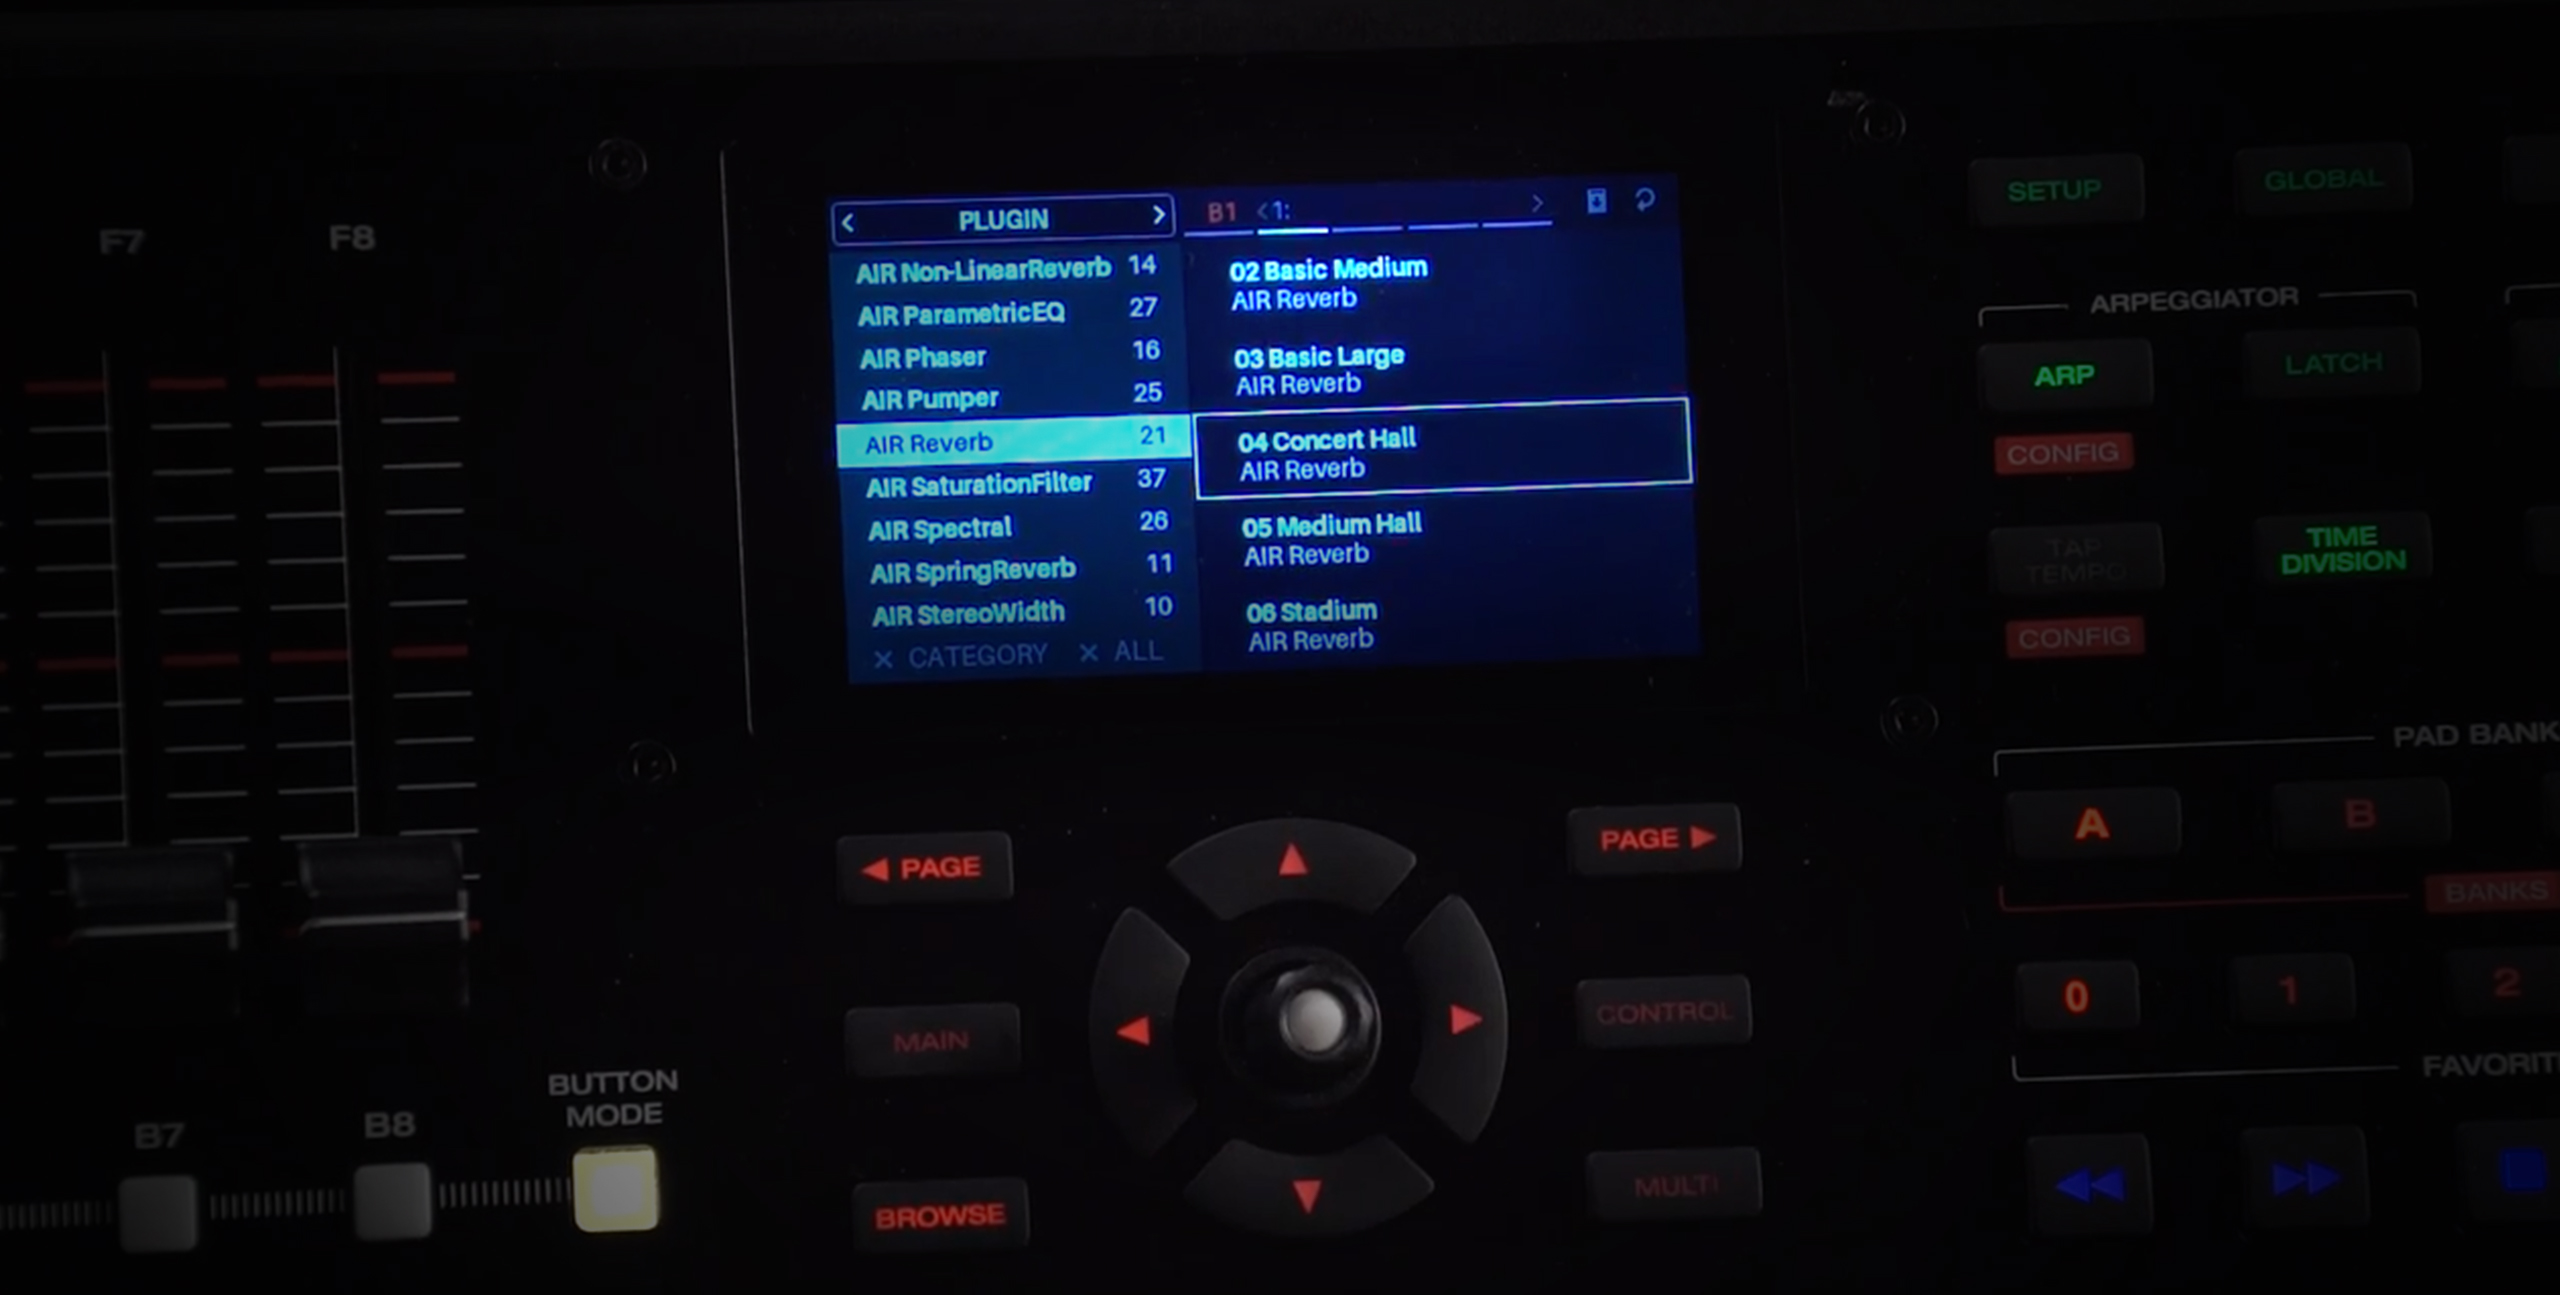 F7
F8
PLUGIN
AIR Non-LinearReverb 14
AIR ParametricEQ 27
AIR Phaser 16
AIR Pumper 25
AIR Reverb 21
AIR SaturationFilter 37
AIR Spectral 26
AIR SpringReverb 11
AIR StereoWidth 10
CATEGORY
ALL
B1
1:
02 Basic Medium
AIR Reverb
03 Basic Large
AIR Reverb
04 Concert Hall
AIR Reverb
05 Medium Hall
AIR Reverb
06 Stadium
AIR Reverb
SETUP
GLOBAL
ARPEGGIATOR
ARP
LATCH
CONFIG
TAP
TEMPO
TIME
DIVISION
CONFIG
PAD BANK
A
B
BANKS
0
1
2
FAVORIT
PAGE
PAGE
MAIN
CONTROL
BROWSE
MULTI
BUTTON
MODE
B7
B8